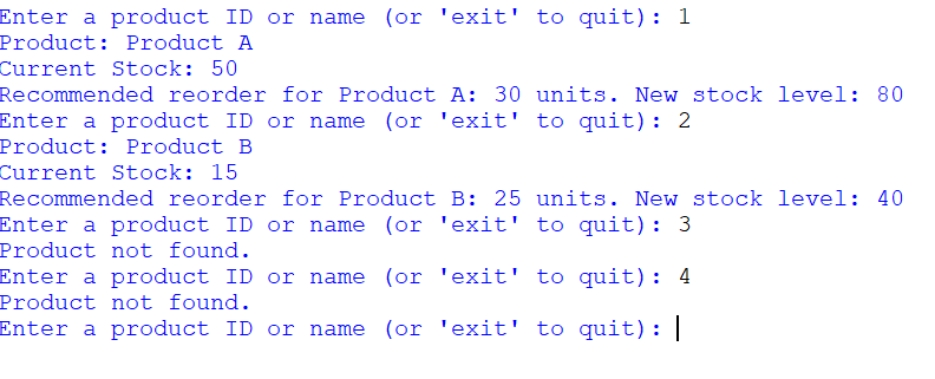 Enter a product ID or name (or 'exit' to quit): 1
Product: Product A
Current Stock: 50
Recommended reorder for Product A: 30 units. New stock level: 80
Enter a product ID or name (or 'exit' to quit): 2
Product: Product B
Current Stock: 15
Recommended reorder for Product B: 25 units. New stock level: 40
Enter a product ID or name (or 'exit' to quit): 3
Product not found.
Enter a product ID or name (or 'exit' to quit): 4
Product not found.
Enter a product ID or name (or 'exit' to quit):